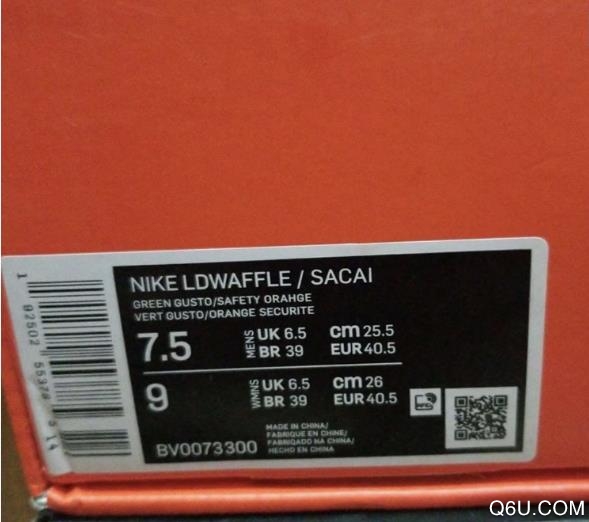 NIKE LDWAFFLE / SACAI
GREEN GUSTO/SAFETY ORAHGE
VERT GUSTO/ORANGE SECURITE
7.5 MENS UK 6.5 cm 25.5
BR 39 EUR 40.5
9 WMNS UK 6.5 cm 26
BR 39 EUR 40.5
MADE IN CHINA/
FABRIQUE EN CHINE/
FABRIQADO NA CHINA/
HECHO EN CHINA
BV0073300
Q6U.COM